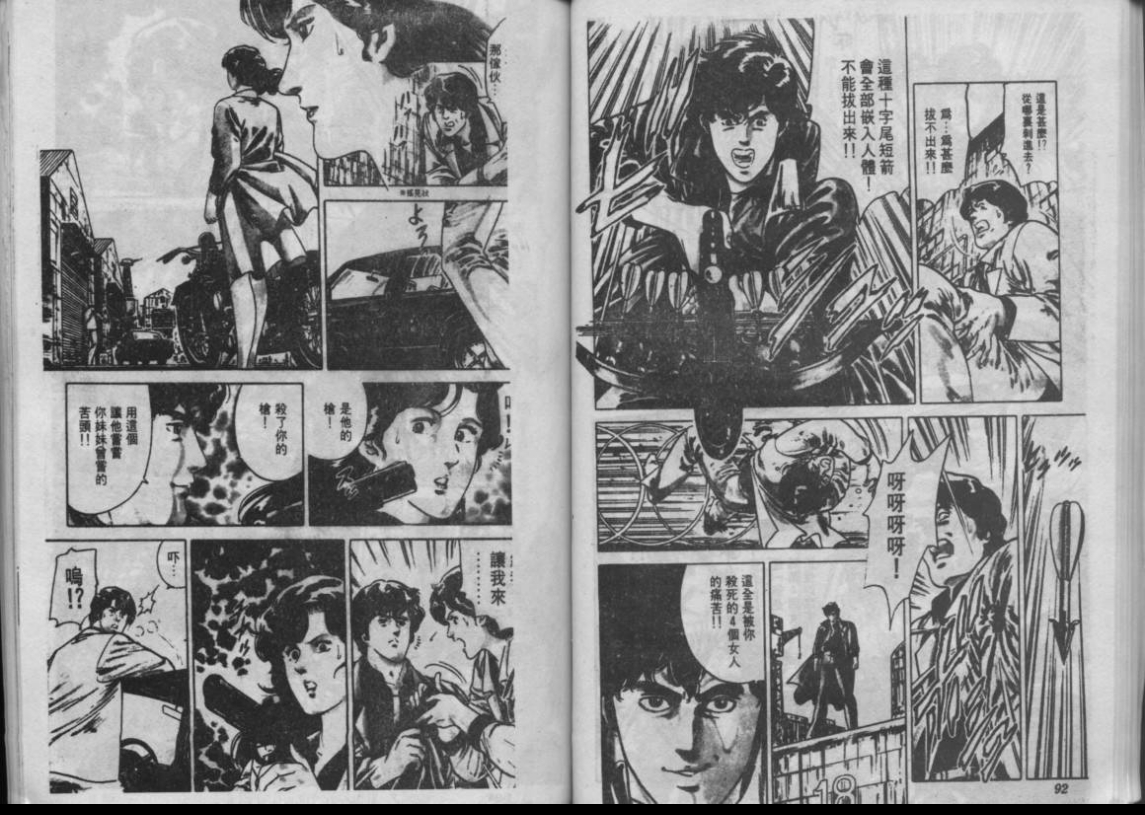 這是甚麼!?
從哪裏刺進去?
為…為甚麼
拔不出來!!
這種十字尾短箭
會全部嵌入人體!
不能拔出來!!
呀呀呀呀!
這全是被你
殺死的4個女人
的痛苦!!
18
92
那傢伙…
是他的
槍!
殺了你的
槍!
用這個
讓他嘗嘗
你妹妹曾嘗的
苦頭!!
讓我來
………
吓…
嗚!?